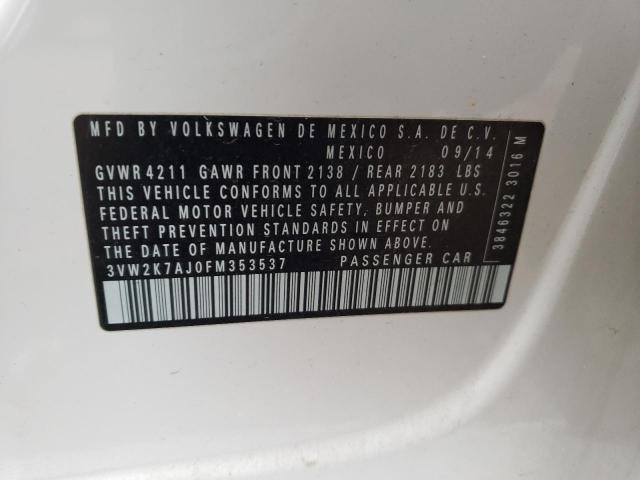 MFD BY VOLKSWAGEN DE MEXICO S.A. DE C.V.
MEXICO 09/14
GVWR 4211 GAWR FRONT 2138 / REAR 2183 LBS
THIS VEHICLE CONFORMS TO ALL APPLICABLE U.S.
FEDERAL MOTOR VEHICLE SAFETY, BUMPER AND
THEFT PREVENTION STANDARDS IN EFFECT ON
THE DATE OF MANUFACTURE SHOWN ABOVE.
3VW2K7AJ0FM353537 PASSENGER CAR
3846322 3016 M